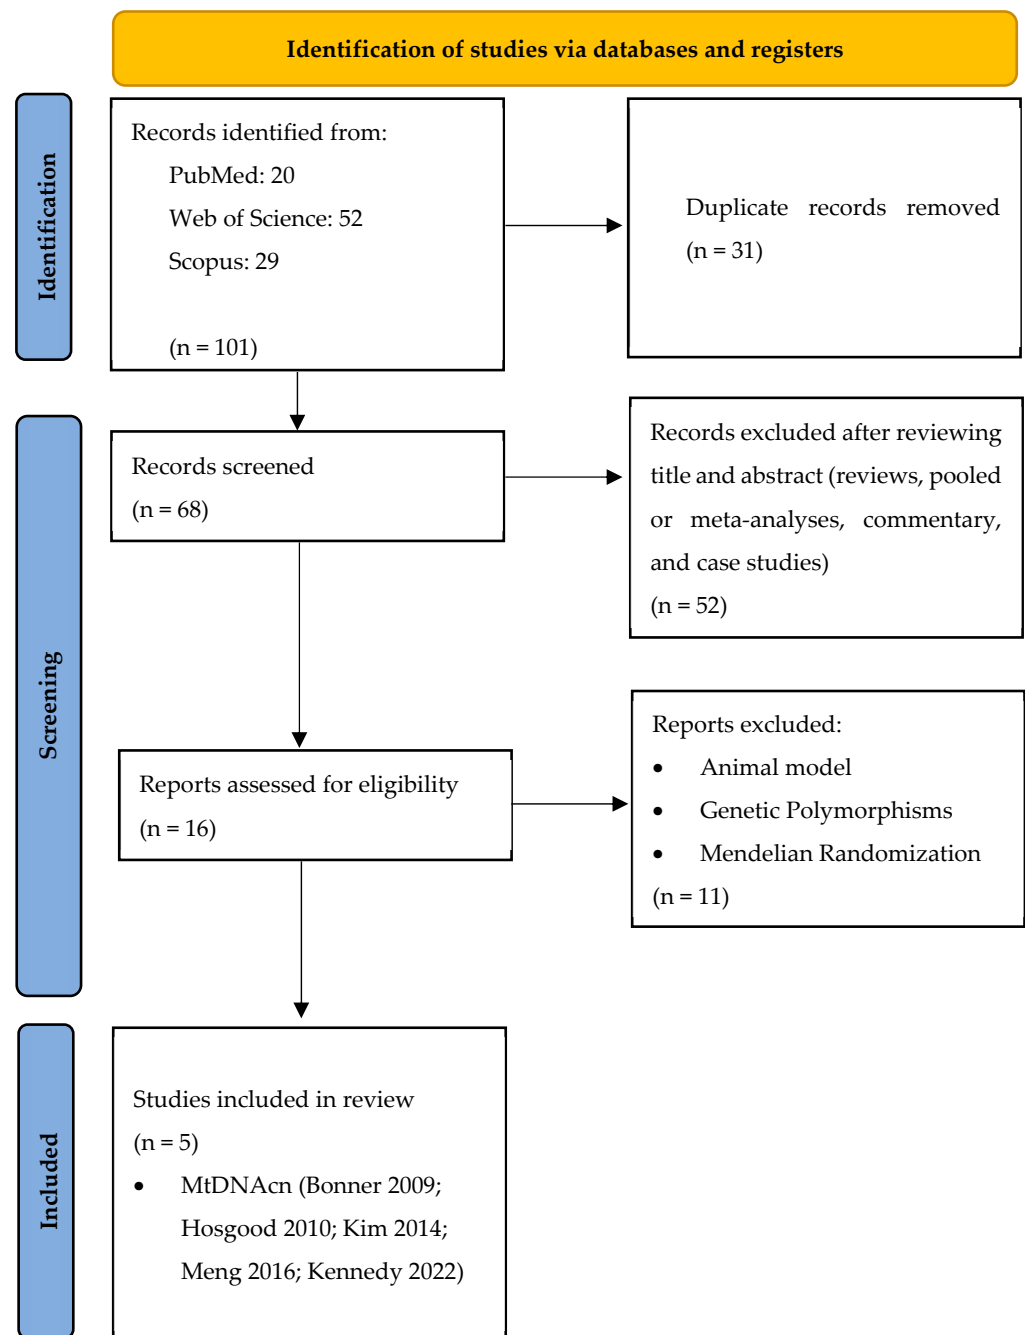 Identification of studies via databases and registers
Identification
Records identified from:
PubMed: 20
Web of Science: 52
Scopus: 29
(n = 101)
Duplicate records removed
(n = 31)
Screening
Records screened
(n = 68)
Records excluded after reviewing
title and abstract (reviews, pooled
or meta-analyses, commentary,
and case studies)
(n = 52)
Reports assessed for eligibility
(n = 16)
Reports excluded:
• Animal model
• Genetic Polymorphisms
• Mendelian Randomization
(n = 11)
Included
Studies included in review
(n = 5)
• MtDNAcn (Bonner 2009;
Hosgood 2010; Kim 2014;
Meng 2016; Kennedy 2022)